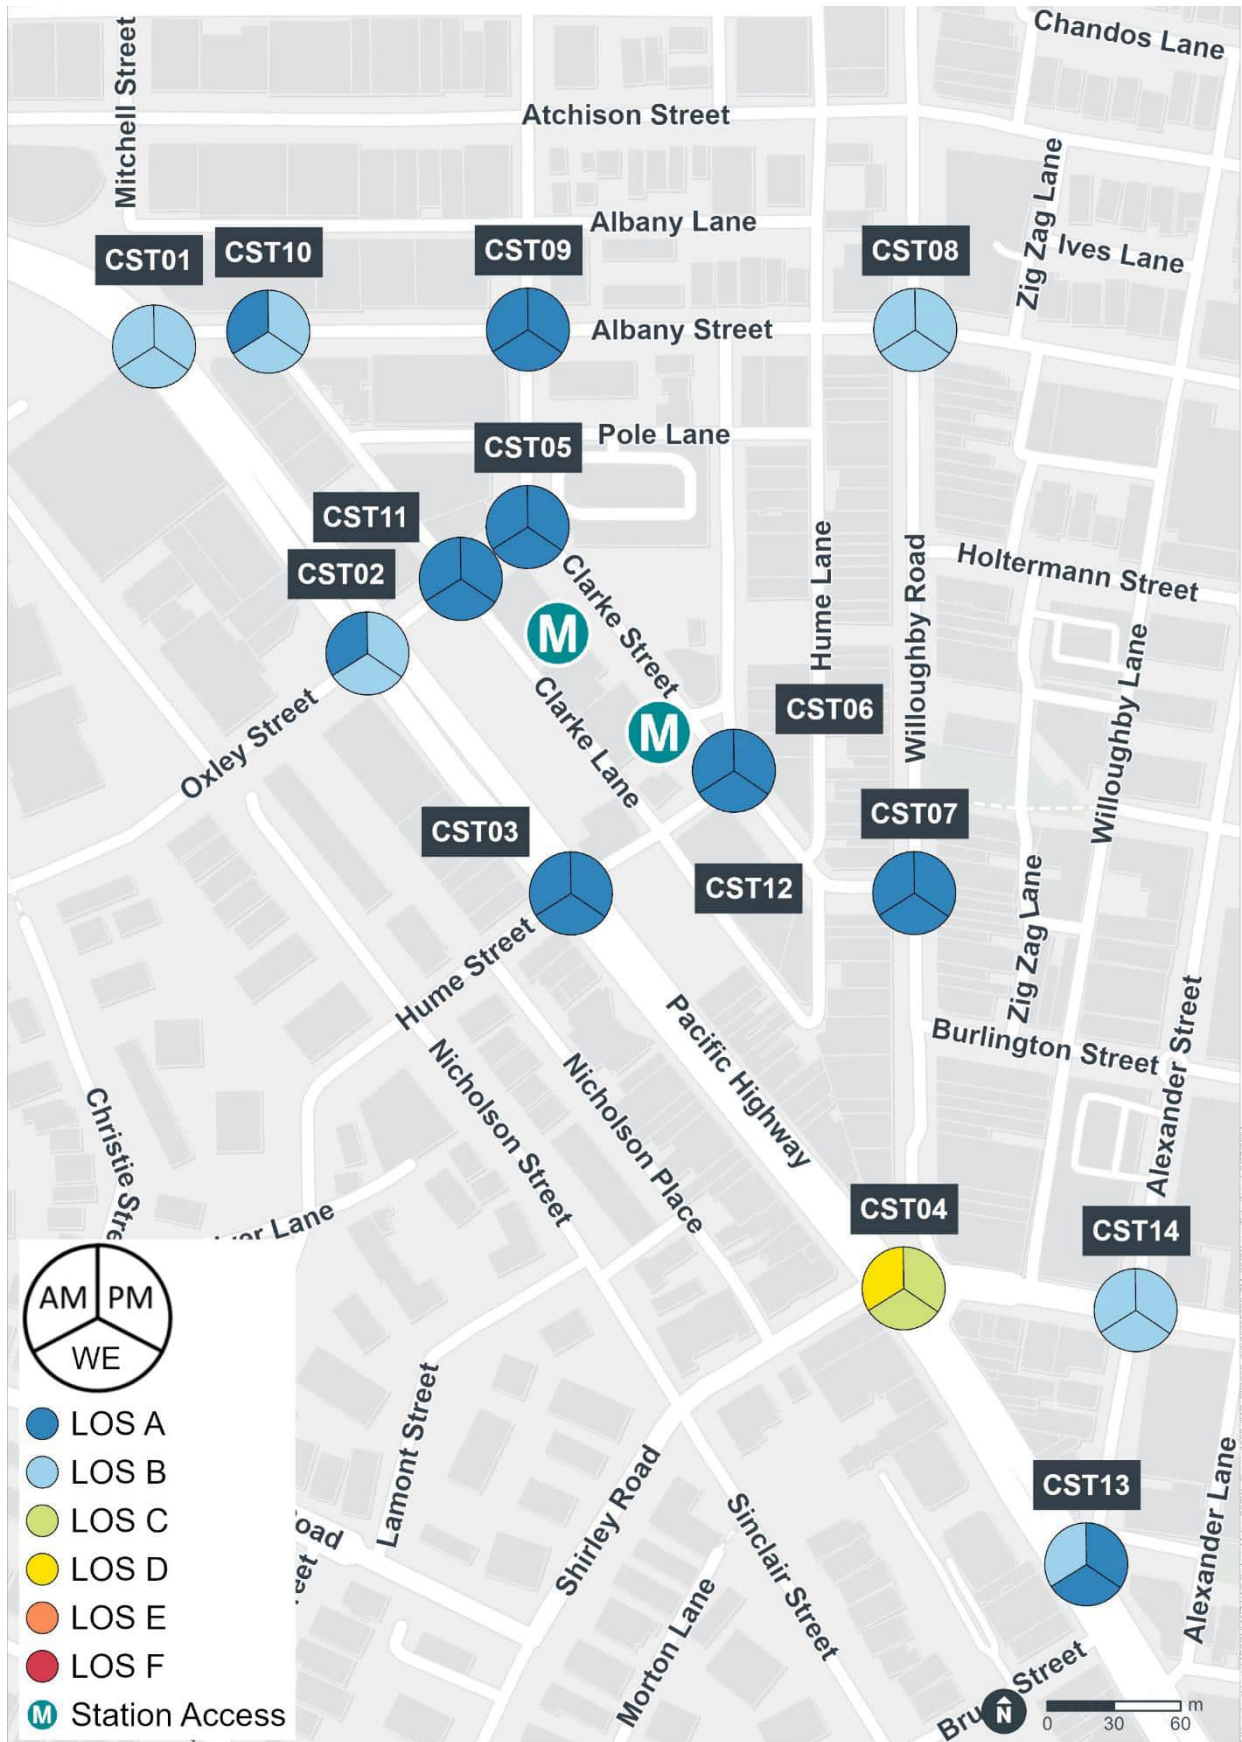 Chandos Lane
Mitchell Street
Atchison Street
Zig Zag Lane
Albany Lane
CST01
CST10
CST09
CST08
Ives Lane
Albany Street
Pole Lane
CST05
CST11
CST02
Clarke Street
Hume Lane
Willoughby Road
Holtermann Street
M
Oxley Street
Clarke Lane
M
CST06
Willoughby Lane
CST03
CST07
CST12
Hume Street
Zig Zag Lane
Pacific Highway
Burlington Street
Nicholson Street
Nicholson Place
Alexander Street
Christie Stre
ver Lane
CST04
CST14
AM PM
WE
LOS A
LOS B
LOS C
LOS D
LOS E
LOS F
M Station Access
Lamont Street
oad
eet
Shirley Road
Morton Lane
Sinclair Street
CST13
Alexander Lane
Bru Street
N
m
0 30 60